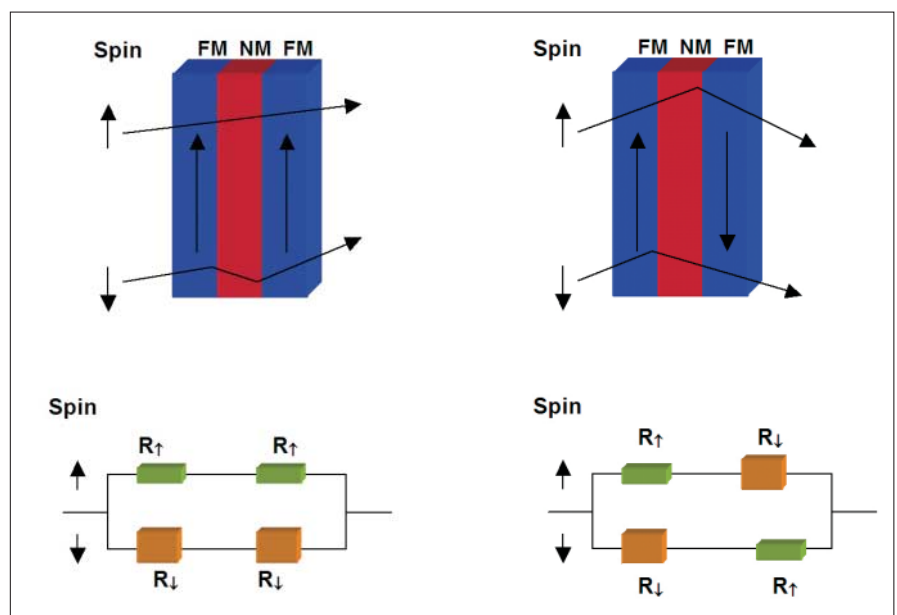 Spin FM NM FM
Spin FM NM FM
Spin
R↑ R↑
R↓ R↓
Spin
R↑ R↓
R↓ R↑